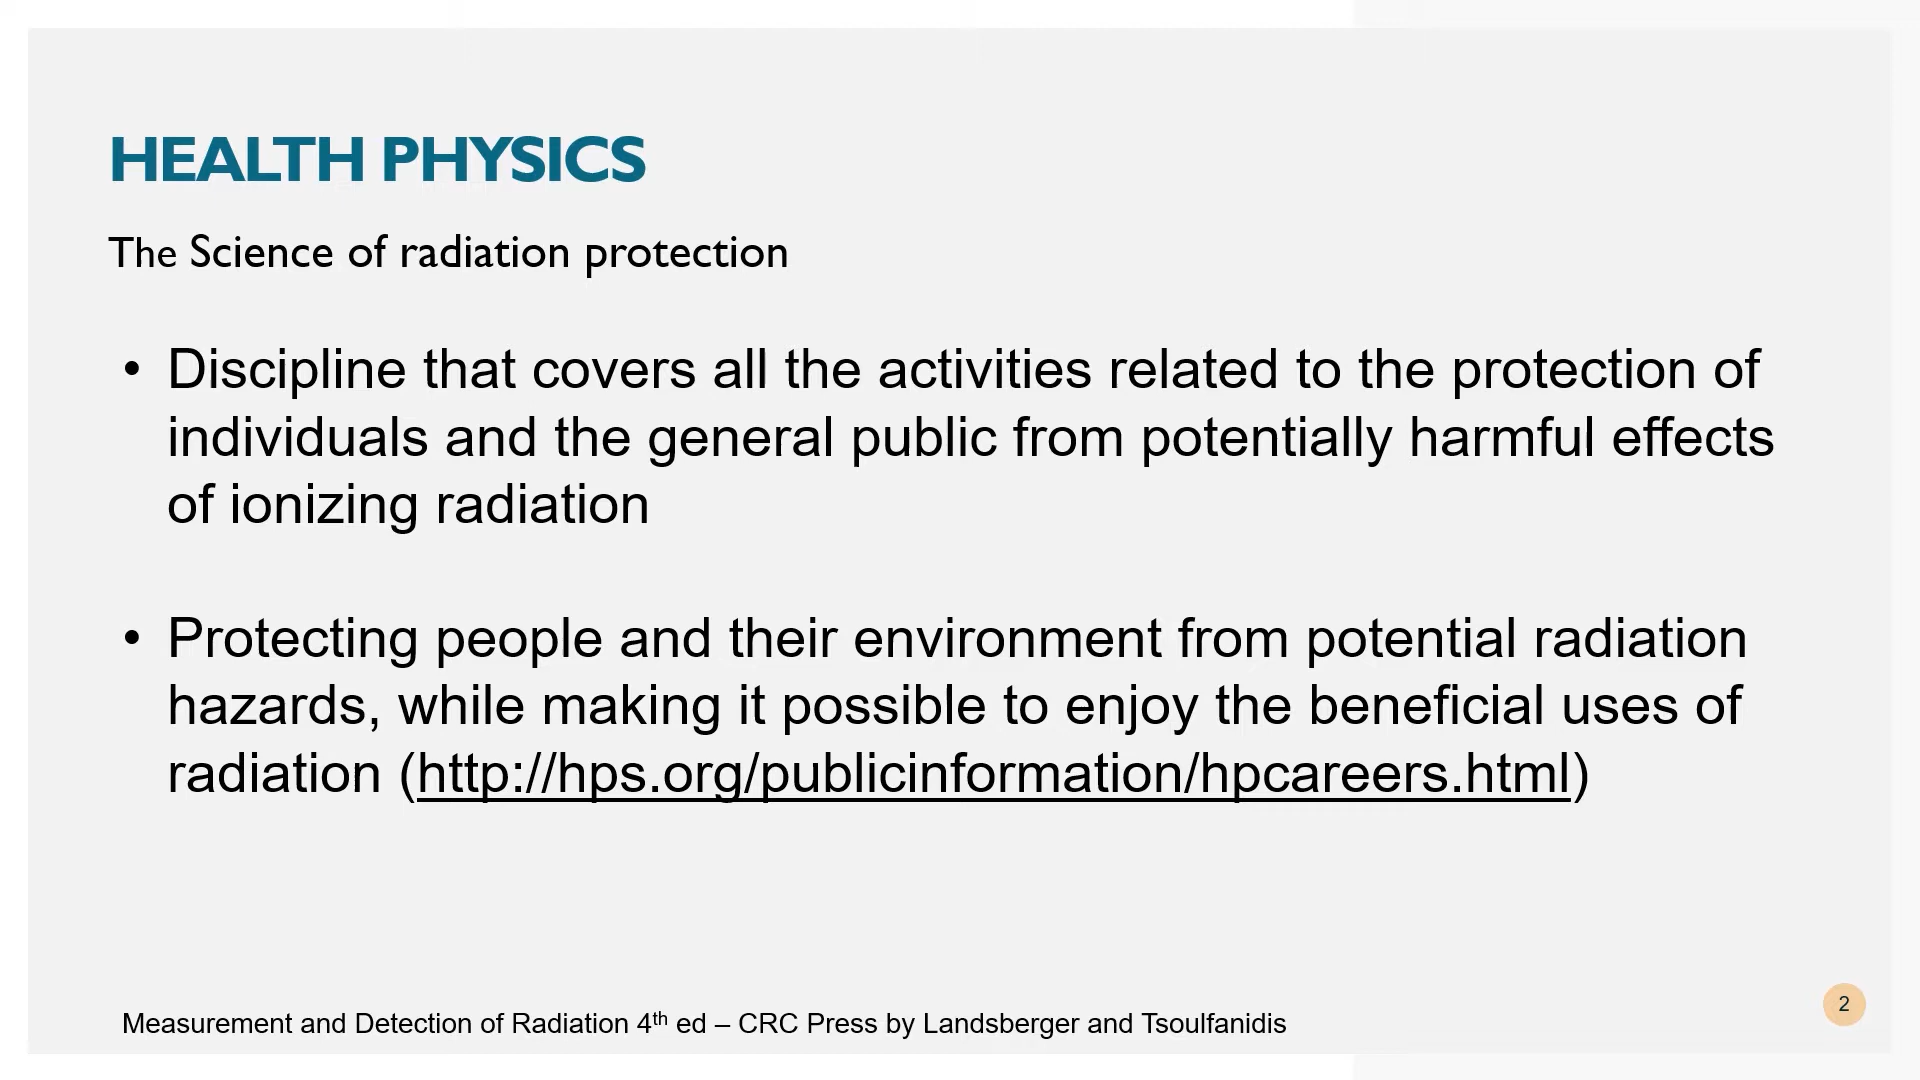 HEALTH PHYSICS
The Science of radiation protection
• Discipline that covers all the activities related to the protection of
individuals and the general public from potentially harmful effects
of ionizing radiation
• Protecting people and their environment from potential radiation
hazards, while making it possible to enjoy the beneficial uses of
radiation (http://hps.org/publicinformation/hpcareers.html)
Measurement and Detection of Radiation 4th ed – CRC Press by Landsberger and Tsoulfanidis
2